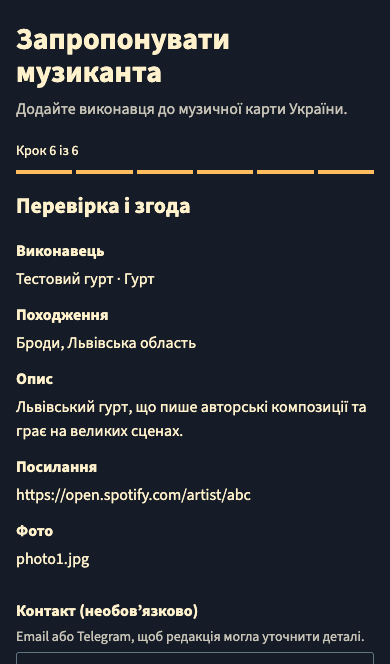 Запропонувати
музиканта
Додайте виконавця до музичної карти України.
Крок 6 із 6
Перевірка і згода
Виконавець
Тестовий гурт · Гурт
Походження
Броди, Львівська область
Опис
Львівський гурт, що пише авторські композиції та
грає на великих сценах.
Посилання
https://open.spotify.com/artist/abc
Фото
photo1.jpg
Контакт (необов’язково)
Email або Telegram, щоб редакція могла уточнити деталі.